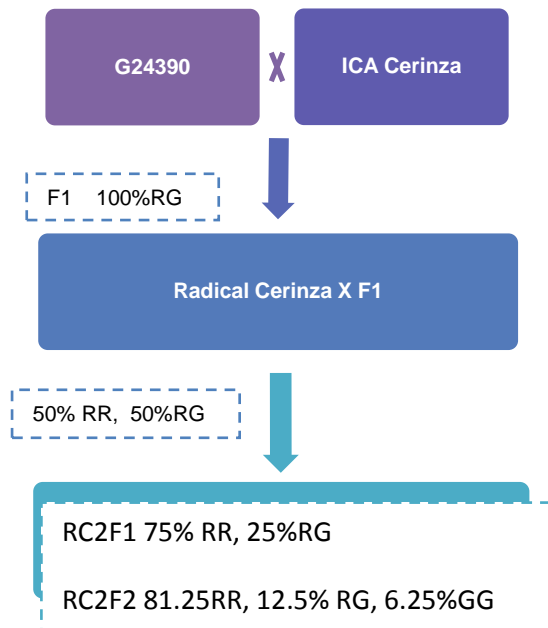 G24390
X
ICA Cerinza
F1 100%RG
Radical Cerinza X F1
50% RR, 50%RG
RC2F1 75% RR, 25%RG
RC2F2 81.25RR, 12.5% RG, 6.25%GG